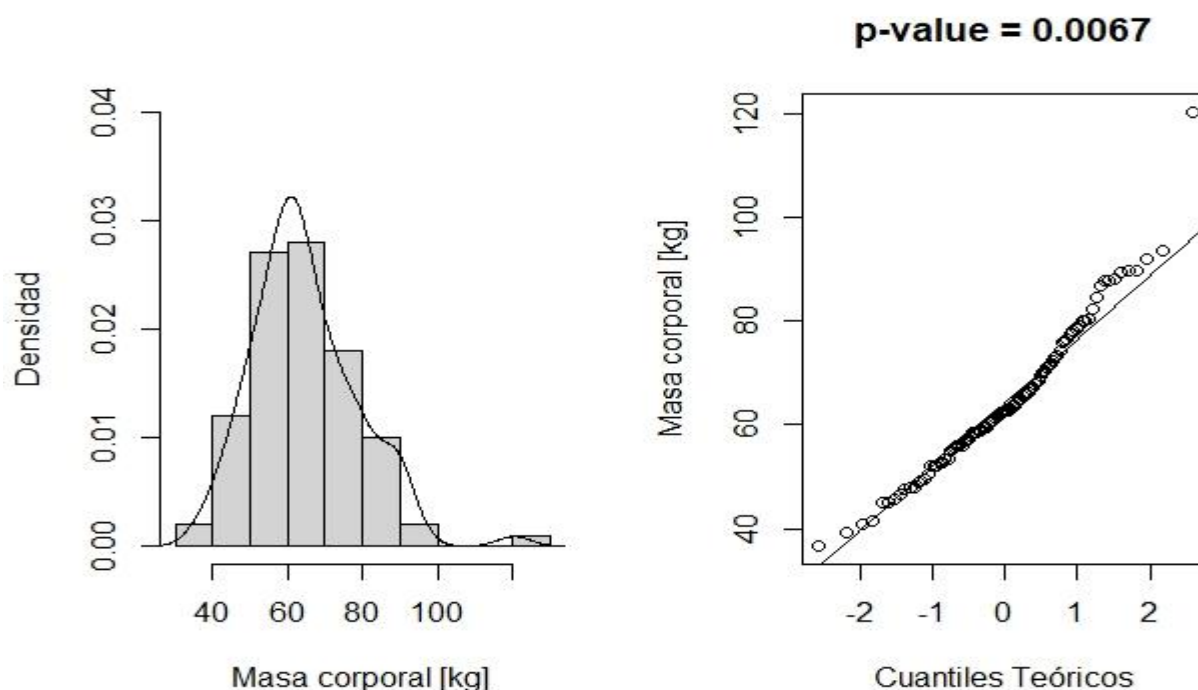 p-value = 0.0067
Densidad
0.04
0.03
0.02
0.01
0.00
40 60 80 100
Masa corporal [kg]
Masa corporal [kg]
120
100
80
60
40
-2 -1 0 1 2
Cuantiles Teóricos